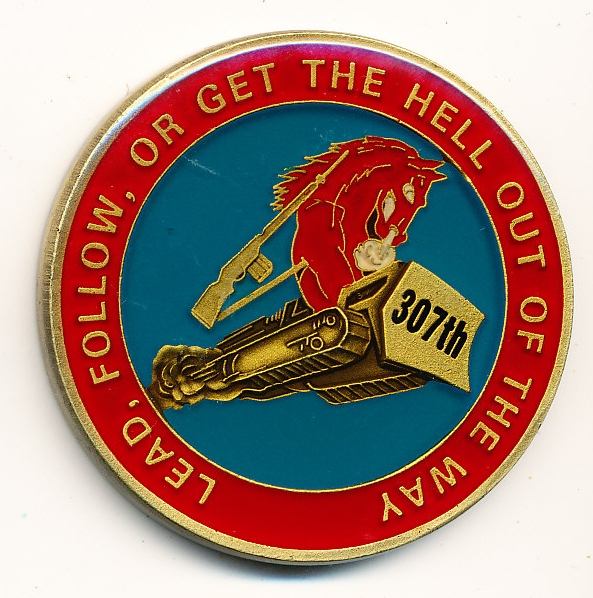 LEAD, FOLLOW, OR GET THE HELL OUT OF THE WAY
307th